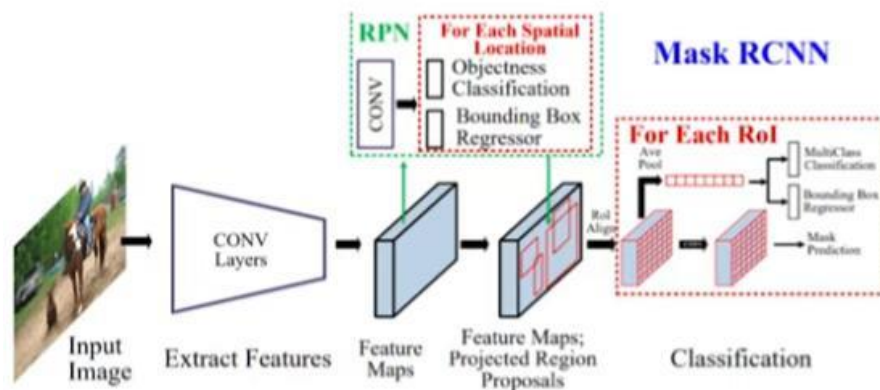 RPN
For Each Spatial
Location
CONV
Objectness
Classification
Bounding Box
Regressor
Mask RCNN
For Each RoI
Ave
Pool
MultiClass
Classification
Bounding Box
Regressor
Mask
Prediction
RoI
Align
CONV
Layers
Input
Image
Extract Features
Feature
Maps
Feature Maps;
Projected Region
Proposals
Classification